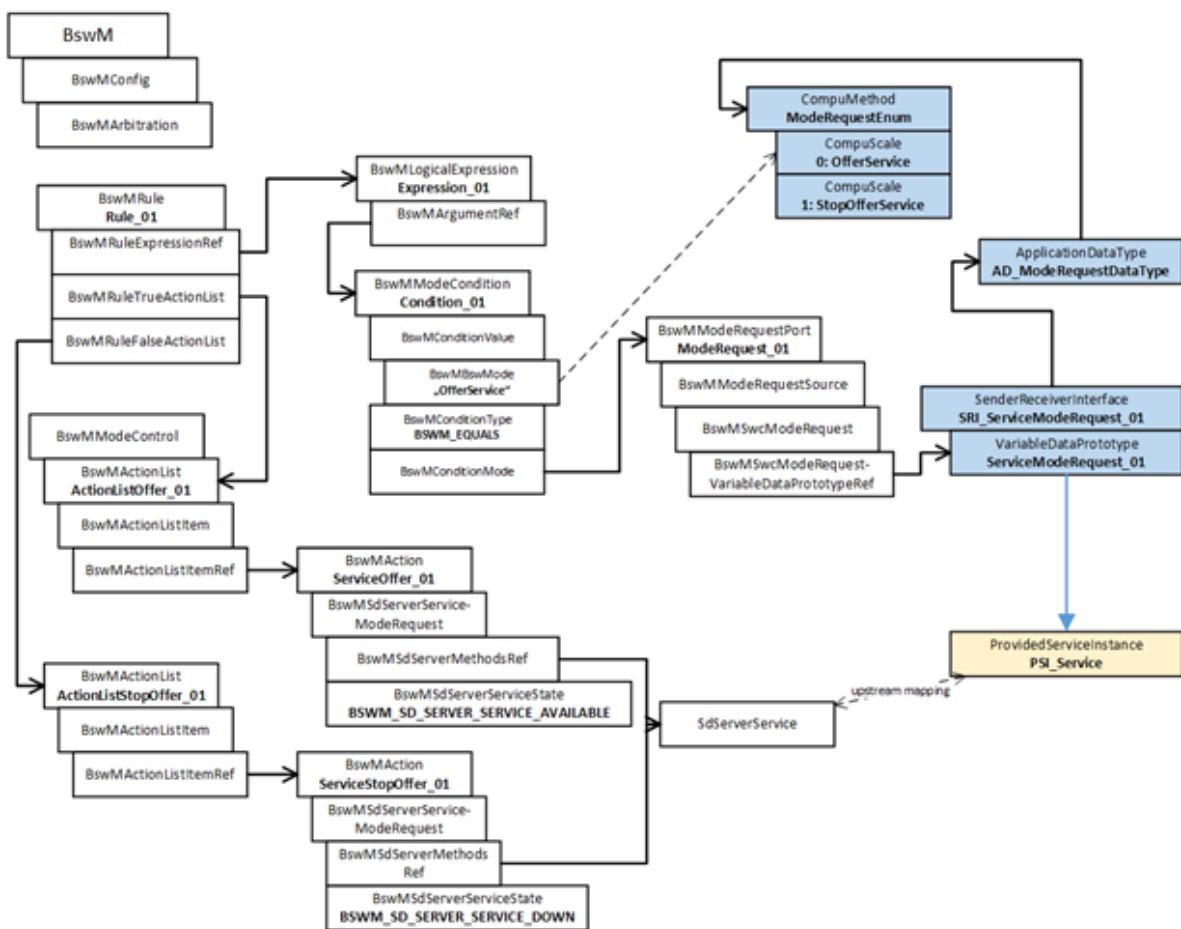 BswM
BswMConfig
BswMArbitration
BswMRule
Rule_01
BswMRuleExpressionRef
BswMRuleTrueActionList
BswMRuleFalseActionList
BswMLogicalExpression
Expression_01
BswMArgumentRef
BswMModeCondition
Condition_01
BswMConditionValue
BswMBswMode
„OfferService“
BswMConditionType
BSWM_EQUALS
BswMConditionMode
CompuMethod
ModeRequestEnum
CompuScale
0: OfferService
CompuScale
1: StopOfferService
ApplicationDataType
AD_ModeRequestDataType
BswMModeRequestPort
ModeRequest_01
BswMModeRequestSource
BswMSwcModeRequest
BswMSwcModeRequest-
VariableDataPrototypeRef
SenderReceiverInterface
SRI_ServiceModeRequest_01
VariableDataPrototype
ServiceModeRequest_01
BswMModeControl
BswMActionList
ActionListOffer_01
BswMActionListItem
BswMActionListItemRef
BswMAction
ServiceOffer_01
BswMSdServerService-
ModeRequest
BswMSdServerMethodsRef
BswMSdServerServiceState
BSWM_SD_SERVER_SERVICE_AVAILABLE
BswMActionList
ActionListStopOffer_01
BswMActionListItem
BswMActionListItemRef
BswMAction
ServiceStopOffer_01
BswMSdServerService-
ModeRequest
BswMSdServerMethods
Ref
BswMSdServerServiceState
BSWM_SD_SERVER_SERVICE_DOWN
SdServerService
upstream mapping
ProvidedServiceInstance
PSI_Service